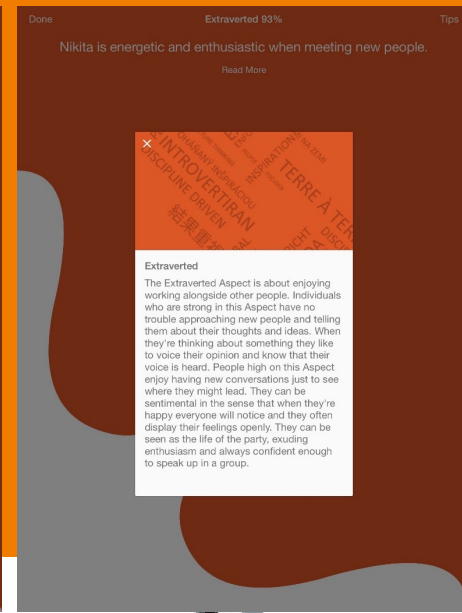 Done
Extraverted 93%
Tips
Nikita is energetic and enthusiastic when meeting new people.
Read More
INTROVERTIRAN
DISCIPLINE DRIVEN
INSPIRATION
NA ZEMI
TERRE À TER
結果重視
Extraverted
The Extraverted Aspect is about enjoying
working alongside other people. Individuals
who are strong in this Aspect have no
trouble approaching new people and telling
them about their thoughts and ideas. When
they're thinking about something they like
to voice their opinion and know that their
voice is heard. People high on this Aspect
enjoy having new conversations just to see
where they might lead. They can be
sentimental in the sense that when they're
happy everyone will notice and they often
display their feelings openly. They can be
seen as the life of the party, exuding
enthusiasm and always confident enough
to speak up in a group.